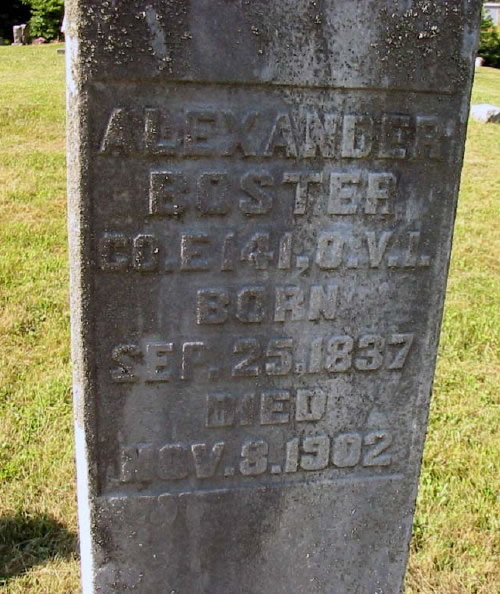 ALEXANDER
BOSTER
CO.E 141, O.V.I.
BORN
SEP. 25, 1837
DIED
NOV. 8. 1902